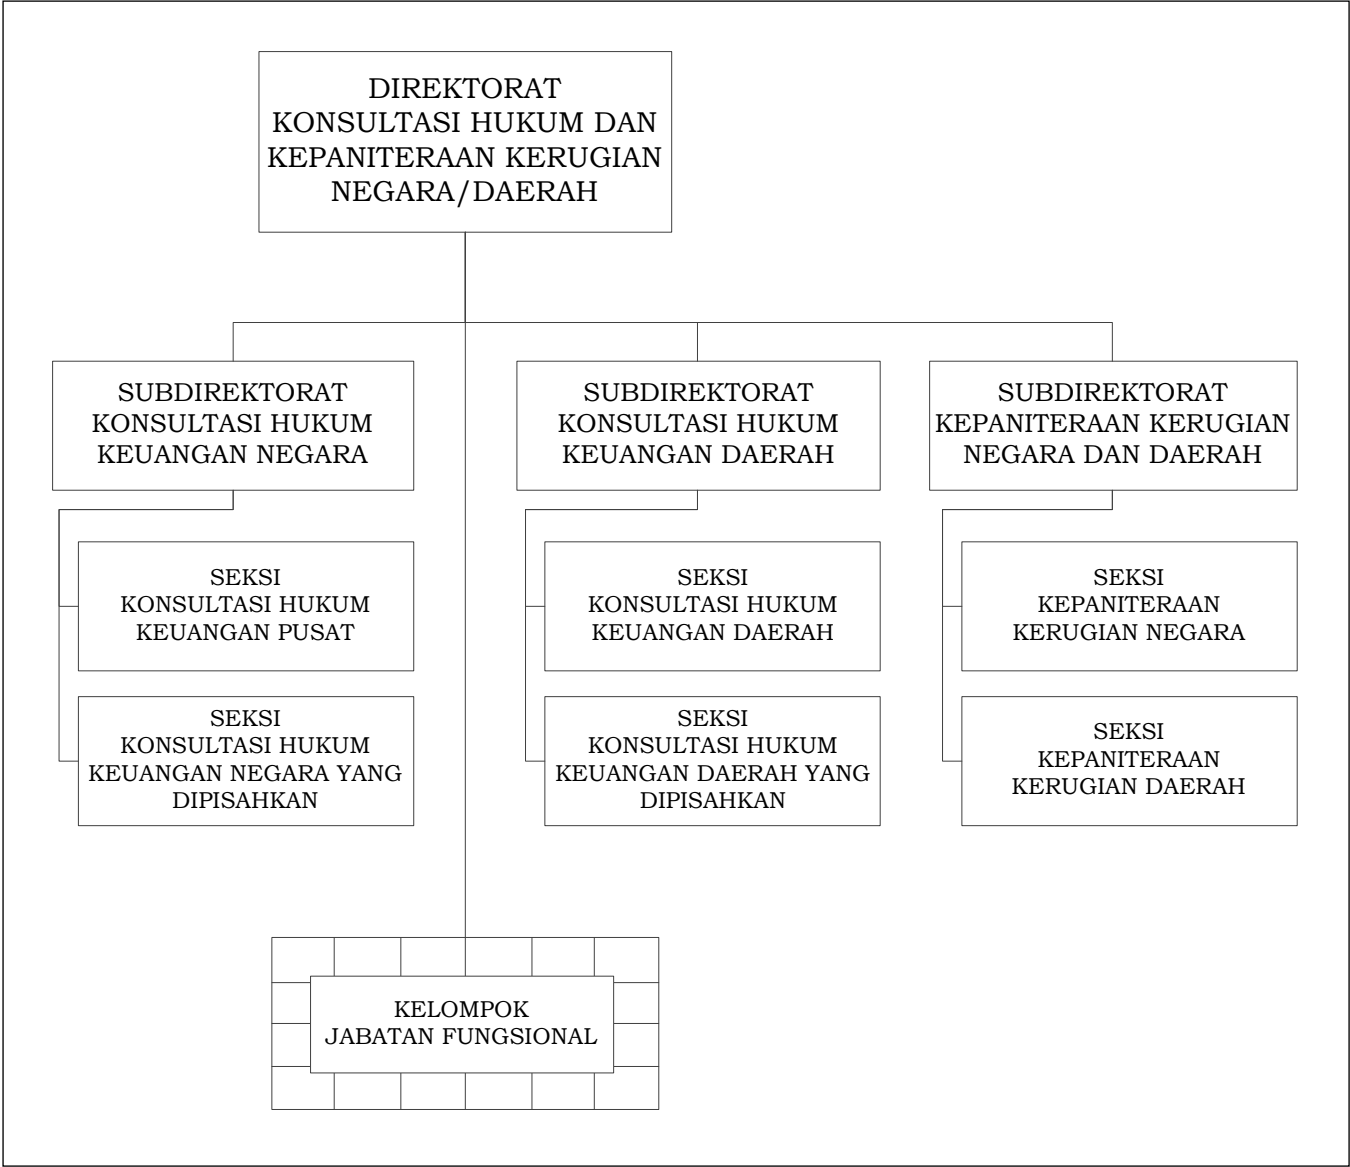 DIREKTORAT
KONSULTASI HUKUM DAN
KEPANITERAAN KERUGIAN
NEGARA/DAERAH
SUBDIREKTORAT
KONSULTASI HUKUM
KEUANGAN NEGARA
SEKSI
KONSULTASI HUKUM
KEUANGAN PUSAT
SEKSI
KONSULTASI HUKUM
KEUANGAN NEGARA YANG
DIPISAHKAN
SUBDIREKTORAT
KONSULTASI HUKUM
KEUANGAN DAERAH
SEKSI
KONSULTASI HUKUM
KEUANGAN DAERAH
SEKSI
KONSULTASI HUKUM
KEUANGAN DAERAH YANG
DIPISAHKAN
SUBDIREKTORAT
KEPANITERAAN KERUGIAN
NEGARA DAN DAERAH
SEKSI
KEPANITERAAN
KERUGIAN NEGARA
SEKSI
KEPANITERAAN
KERUGIAN DAERAH
KELOMPOK
JABATAN FUNGSIONAL